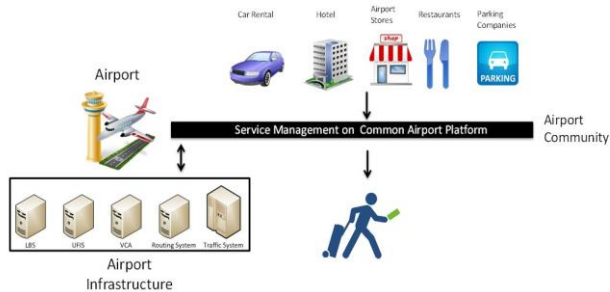 Car Rental
Hotel
Airport
Stores
Restaurants
Parking
Companies
shop
PARKING
Airport
Service Management on Common Airport Platform
Airport
Community
LBS
UFIS
VCA
Routing System
Traffic System
Airport
Infrastructure